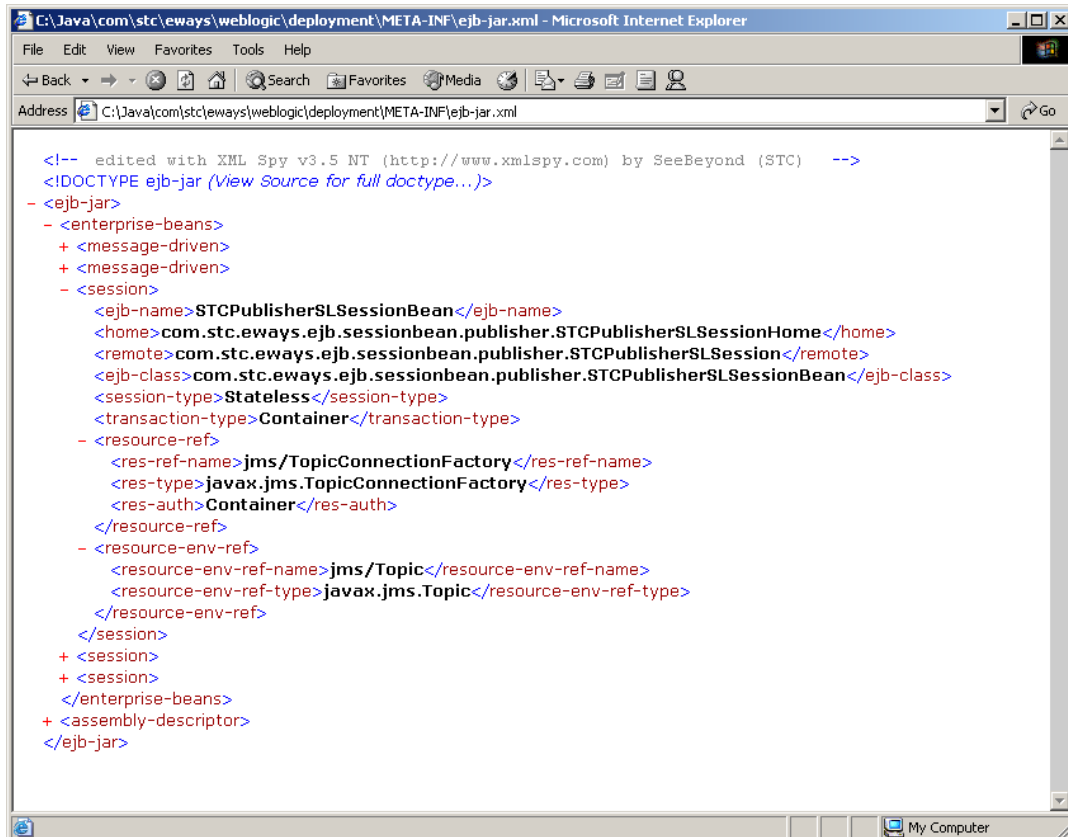 C:\Java\com\stc\eways\weblogic\deployment\META-INF\ejb-jar.xml - Microsoft Internet Explorer
File Edit View Favorites Tools Help
Back Search Favorites Media
Address C:\Java\com\stc\eways\weblogic\deployment\META-INF\ejb-jar.xml Go
<!-- edited with XML Spy v3.5 NT (http://www.xmlspy.com) by SeeBeyond (STC) -->
<!DOCTYPE ejb-jar (View Source for full doctype...)>
- <ejb-jar>
- <enterprise-beans>
+ <message-driven>
+ <message-driven>
- <session>
<ejb-name>STCPublisherSLSessionBean</ejb-name>
<home>com.stc.eways.ejb.sessionbean.publisher.STCPublisherSLSessionHome</home>
<remote>com.stc.eways.ejb.sessionbean.publisher.STCPublisherSLSession</remote>
<ejb-class>com.stc.eways.ejb.sessionbean.publisher.STCPublisherSLSessionBean</ejb-class>
<session-type>Stateless</session-type>
<transaction-type>Container</transaction-type>
- <resource-ref>
<res-ref-name>jms/TopicConnectionFactory</res-ref-name>
<res-type>javax.jms.TopicConnectionFactory</res-type>
<res-auth>Container</res-auth>
</resource-ref>
- <resource-env-ref>
<resource-env-ref-name>jms/Topic</resource-env-ref-name>
<resource-env-ref-type>javax.jms.Topic</resource-env-ref-type>
</resource-env-ref>
</session>
+ <session>
+ <session>
</enterprise-beans>
+ <assembly-descriptor>
</ejb-jar>
My Computer